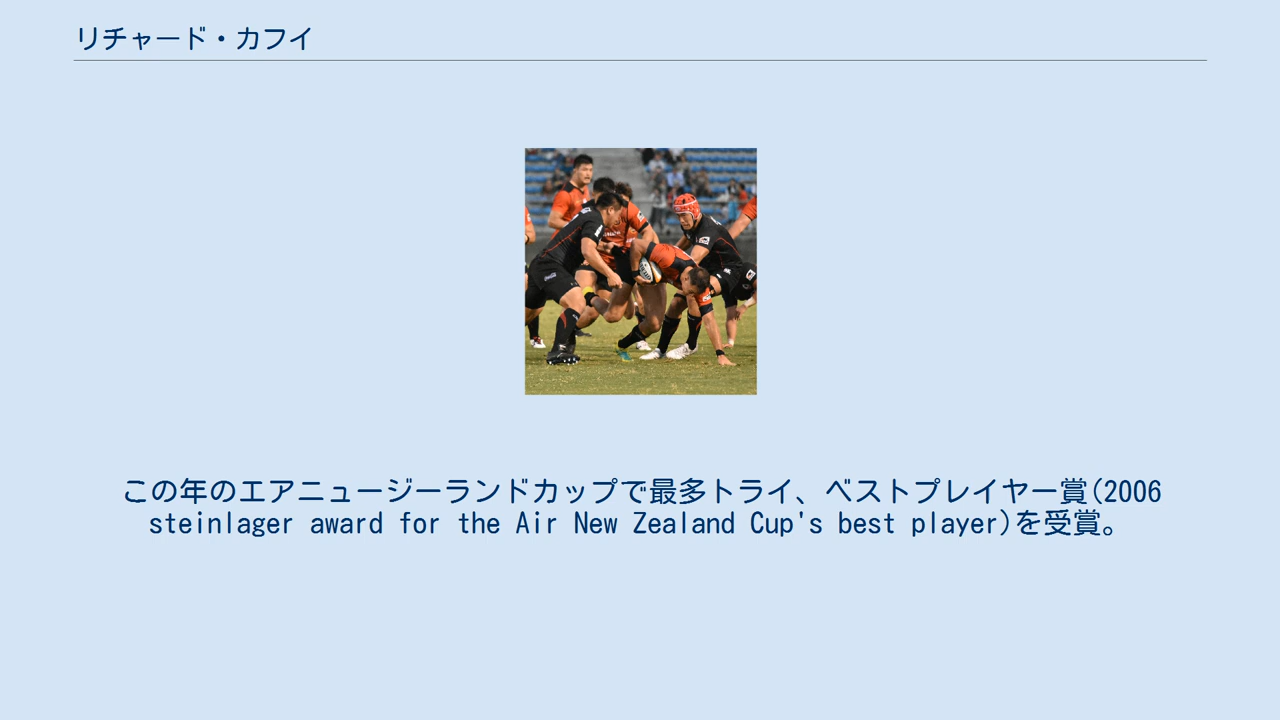 リチャード・カフイ
この年のエアニュージーランドカップで最多トライ、ベストプレイヤー賞(2006
steinlager award for the Air New Zealand Cup's best player)を受賞。